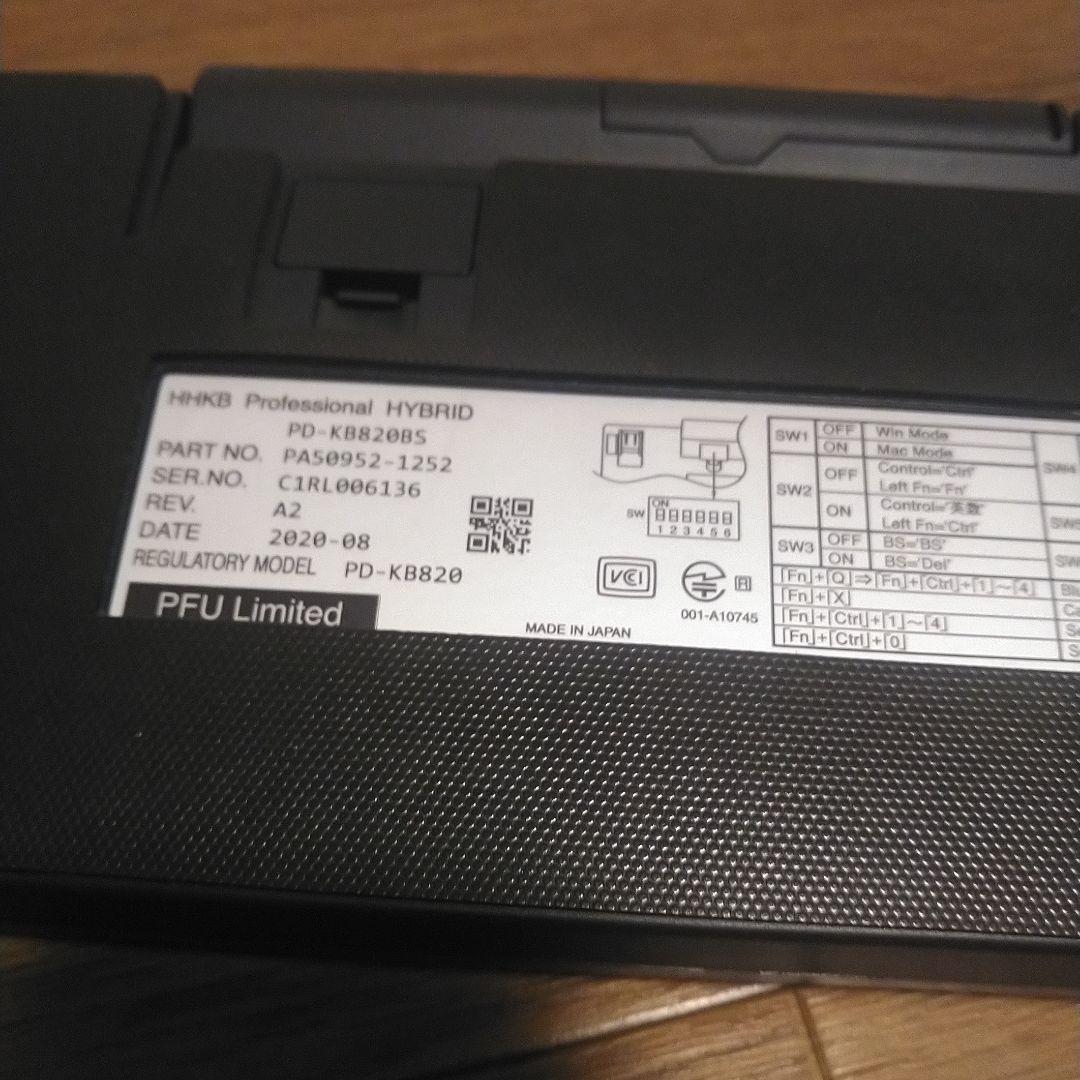 HHKB Professional HYBRID
PD-KB820BS
PART NO. PA50952-1252
SER.NO. C1RL006136
REV. A2
DATE 2020-08
REGULATORY MODEL PD-KB820
PFU Limited
ON
SW
1 2 3 4 5 6
VCI
R
001-A10745
MADE IN JAPAN
SW1 OFF Win Mode
ON Mac Mode
SW2 OFF Control='Ctrl'
Left Fn='Fn'
ON Control='英数'
Left Fn='Ctrl'
SW3 OFF BS='BS'
ON BS='Del'
[Fn]+[Q]⇒[Fn]+[Ctrl]+[1]~[4]
[Fn]+[X]
[Fn]+[Ctrl]+[1]~[4]
[Fn]+[Ctrl]+[0]
SW4